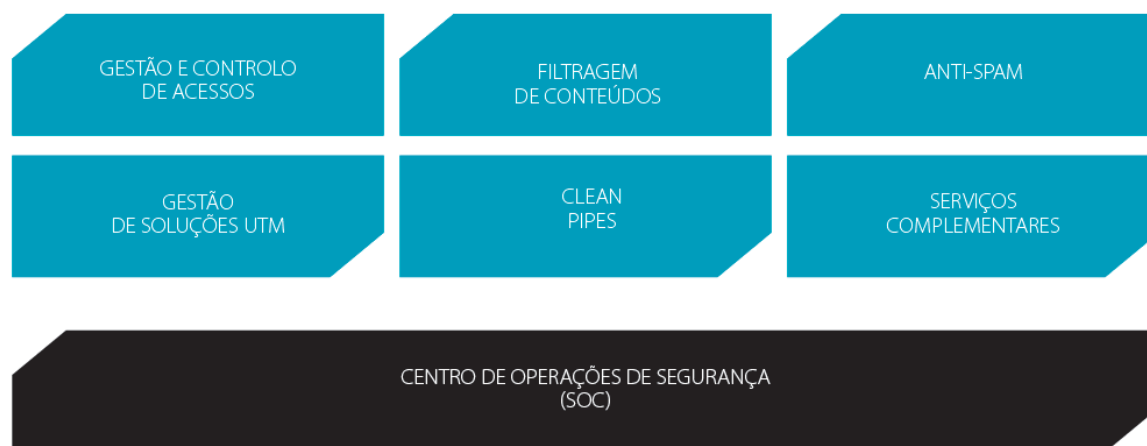 GESTÃO E CONTROLO
DE ACESSOS
FILTRAGEM
DE CONTEÚDOS
ANTI-SPAM
GESTÃO
DE SOLUÇÕES UTM
CLEAN
PIPES
SERVIÇOS
COMPLEMENTARES
CENTRO DE OPERAÇÕES DE SEGURANÇA
(SOC)